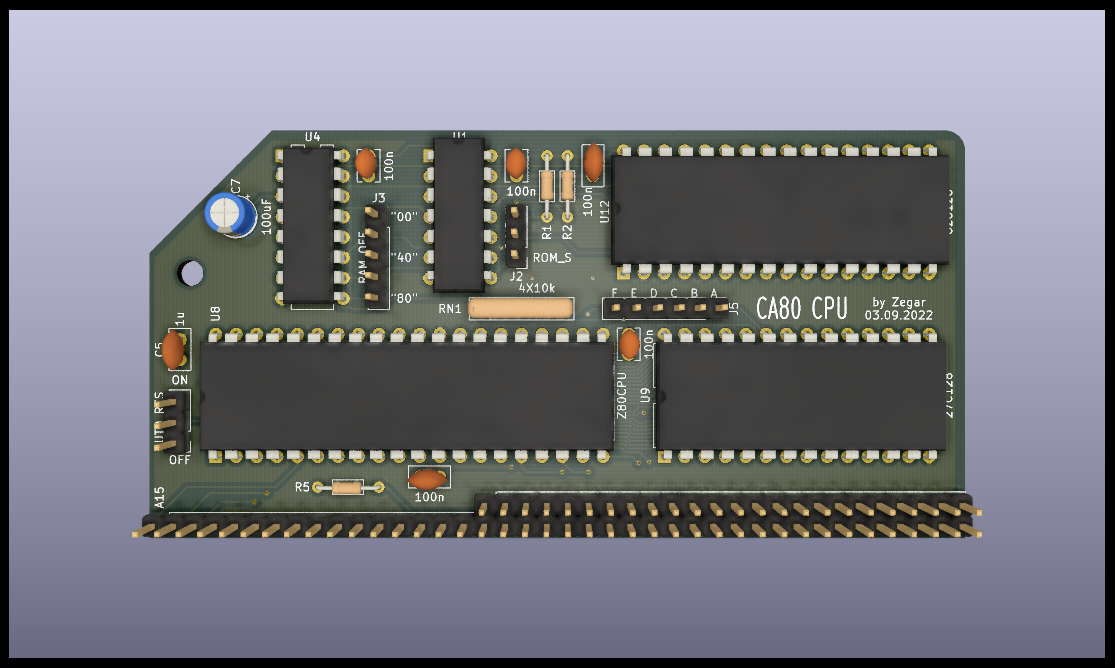 U4
U1
C7
100uF
100n
J3
"00"
RAM_OFF
"40"
"80"
100n
J2
ROM_S
R1
R2
100n
U12
RN1
4X10k
F E D C B A
J5
CA80 CPU
by Zegar
03.09.2022
1u
C5
U8
ON
OFF
Z80CPU
100n
U9
27C128
R5
100n
A15